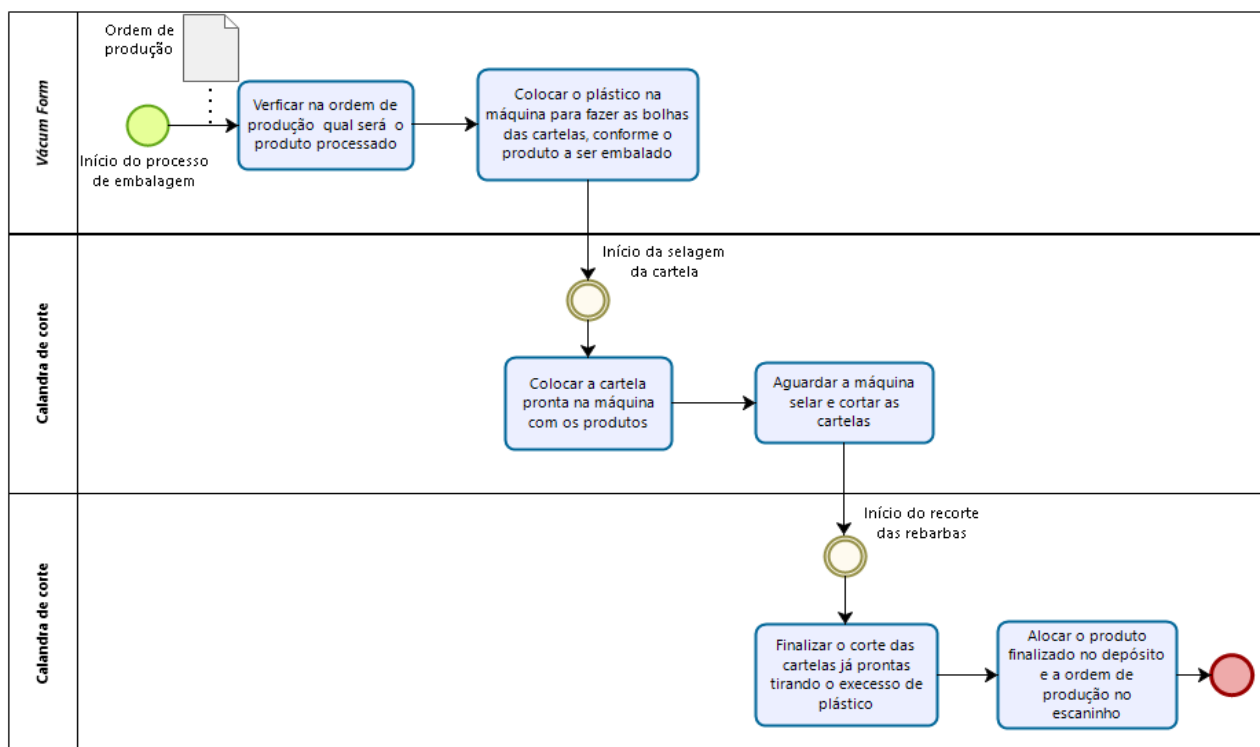 Vácum Form
Ordem de
produção
Início do processo
de embalagem
Verficar na ordem de
produção qual será o
produto processado
Colocar o plástico na
máquina para fazer as bolhas
das cartelas, conforme o
produto a ser embalado
Calandra de corte
Início da selagem
da cartela
Colocar a cartela
pronta na máquina
com os produtos
Aguardar a máquina
selar e cortar as
cartelas
Calandra de corte
Início do recorte
das rebarbas
Finalizar o corte das
cartelas já prontas
tirando o execesso de
plástico
Alocar o produto
finalizado no depósito
e a ordem de
produção no
escaninho